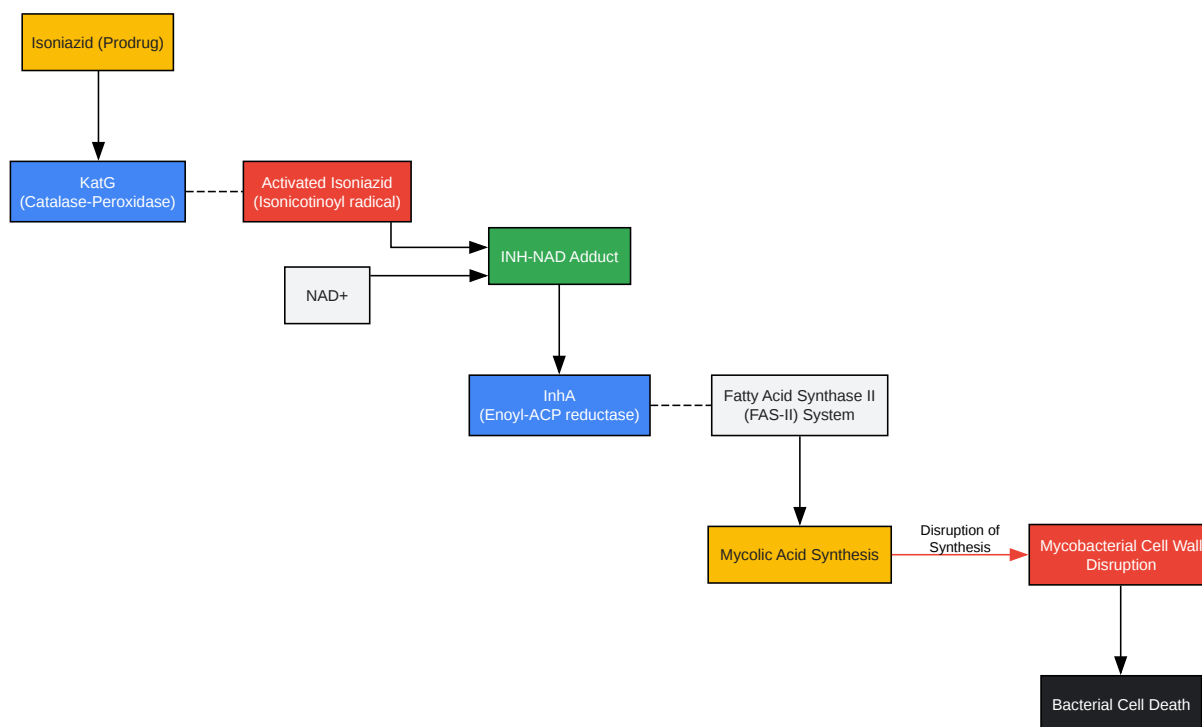 Isoniazid (Prodrug)
KatG
(Catalase-Peroxidase)
Activated Isoniazid
(Isonicotinoyl radical)
INH-NAD Adduct
NAD+
InhA
(Enoyl-ACP reductase)
Fatty Acid Synthase II
(FAS-II) System
Disruption of
Synthesis
Mycolic Acid Synthesis
Mycobacterial Cell Wall
Disruption
Bacterial Cell Death